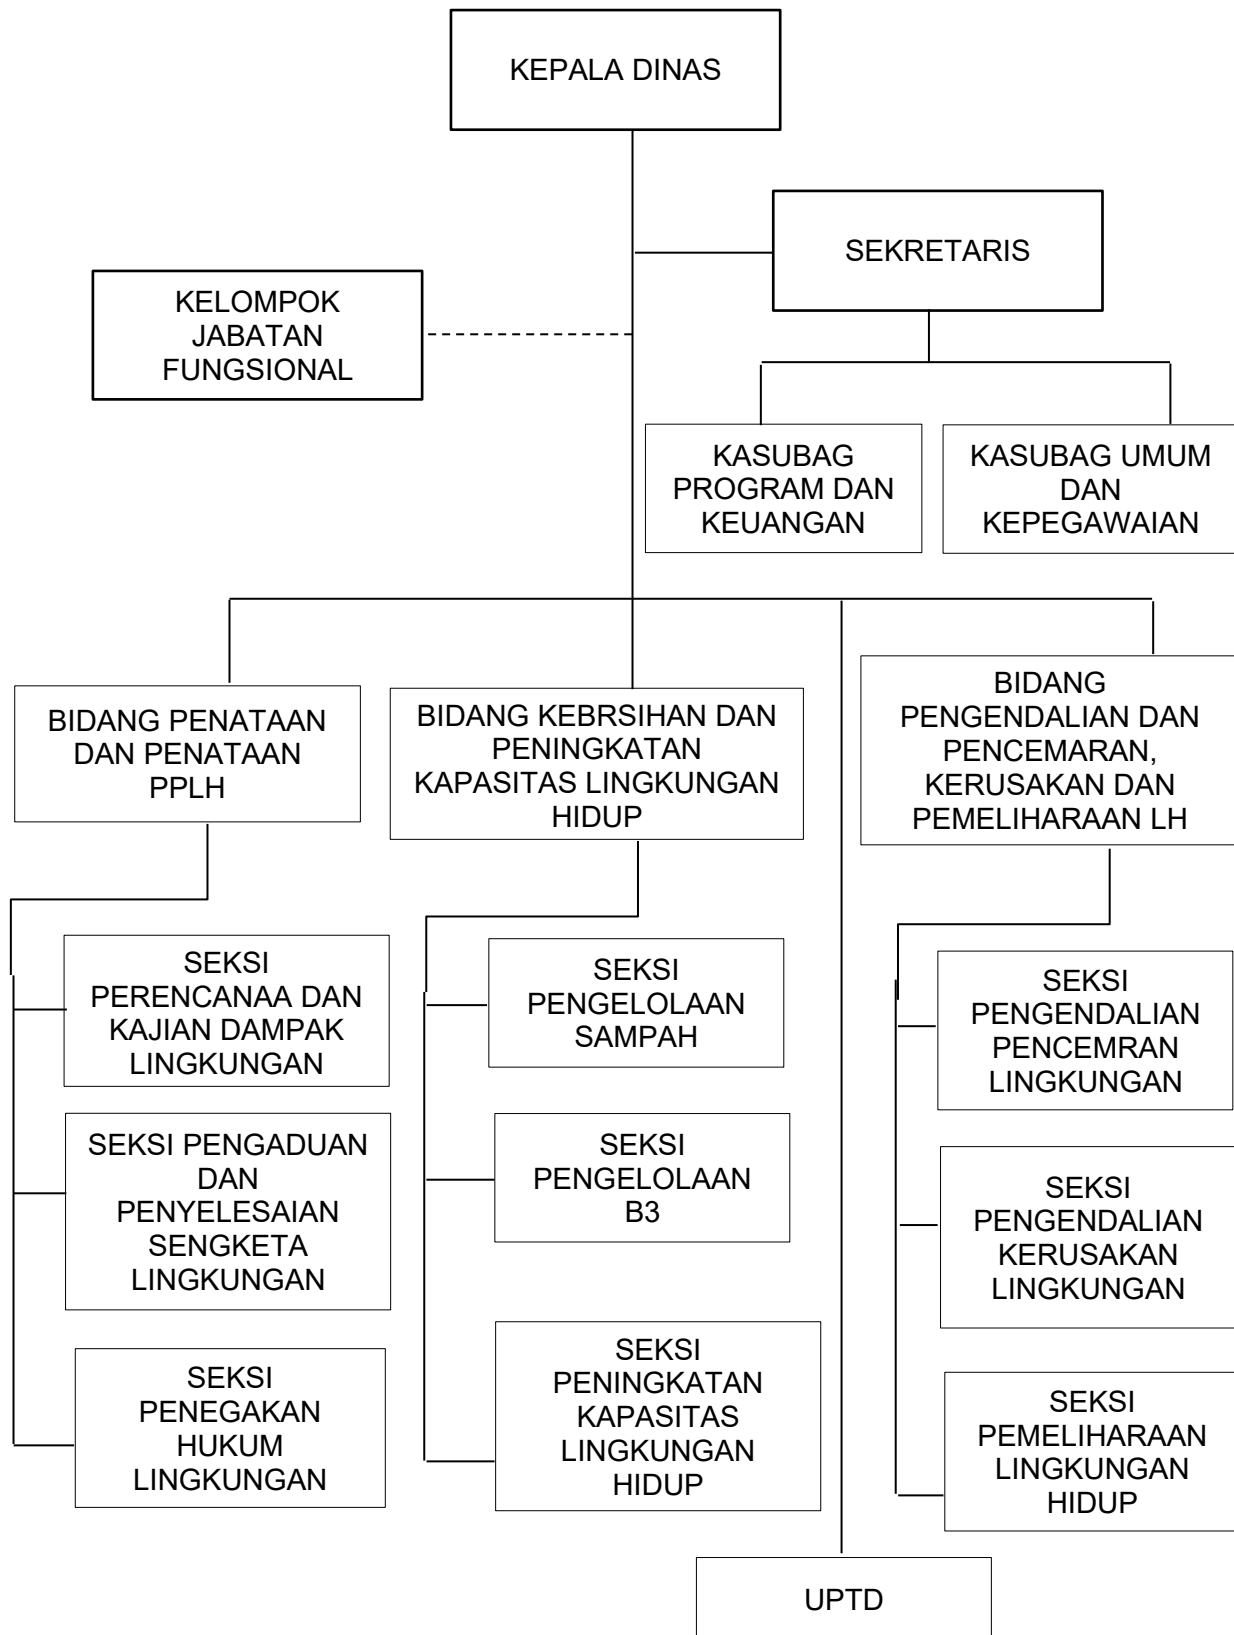 KEPALA DINAS
SEKRETARIS
KELOMPOK
JABATAN
FUNGSIONAL
KASUBAG
PROGRAM DAN
KEUANGAN
KASUBAG UMUM
DAN
KEPEGAWAIAN
BIDANG PENATAAN
DAN PENATAAN
PPLH
BIDANG KEBRSIHAN DAN
PENINGKATAN
KAPASITAS LINGKUNGAN
HIDUP
BIDANG
PENGENDALIAN DAN
PENCEMARAN,
KERUSAKAN DAN
PEMELIHARAAN LH
SEKSI
PERENCANAA DAN
KAJIAN DAMPAK
LINGKUNGAN
SEKSI PENGADUAN
DAN
PENYELESAIAN
SENGKETA
LINGKUNGAN
SEKSI
PENEGAKAN
HUKUM
LINGKUNGAN
SEKSI
PENGELOLAAN
SAMPAH
SEKSI
PENGELOLAAN
B3
SEKSI
PENINGKATAN
KAPASITAS
LINGKUNGAN
HIDUP
SEKSI
PENGENDALIAN
PENCEMRAN
LINGKUNGAN
SEKSI
PENGENDALIAN
KERUSAKAN
LINGKUNGAN
SEKSI
PEMELIHARAAN
LINGKUNGAN
HIDUP
UPTD